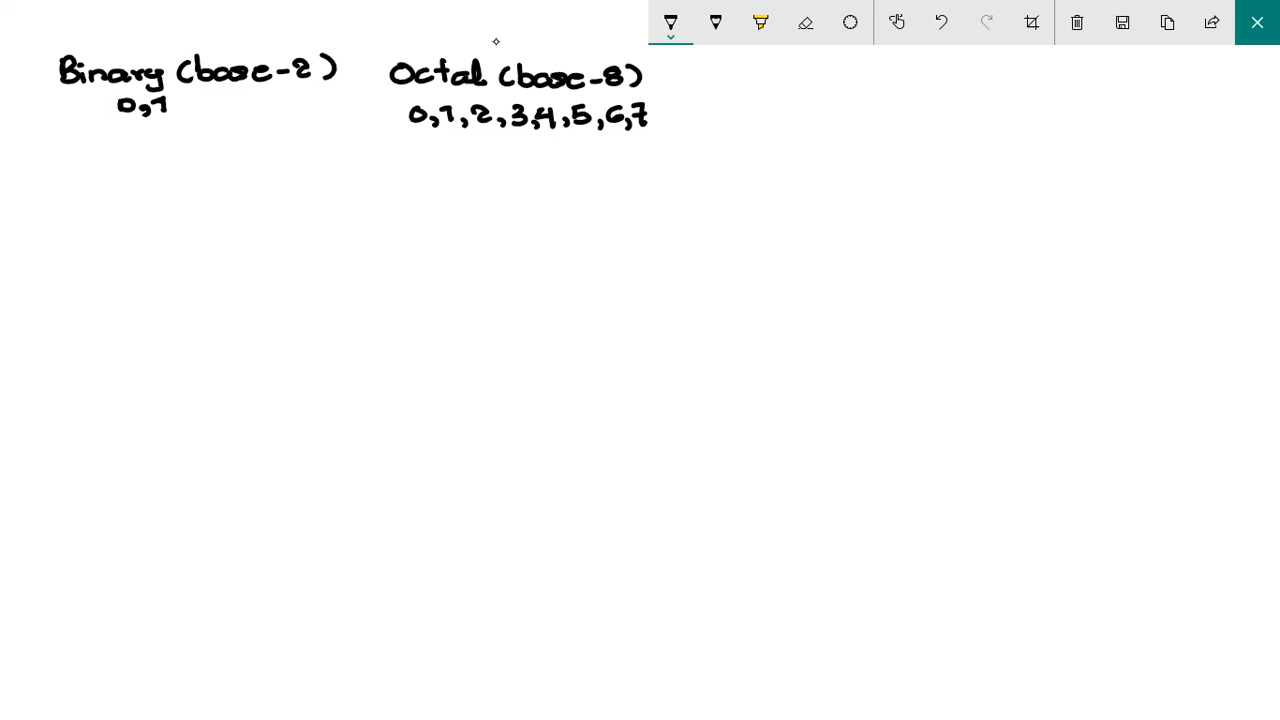 Binary (base-2)
0,1
Octal (base-8)
0,1,2,3,4,5,6,7